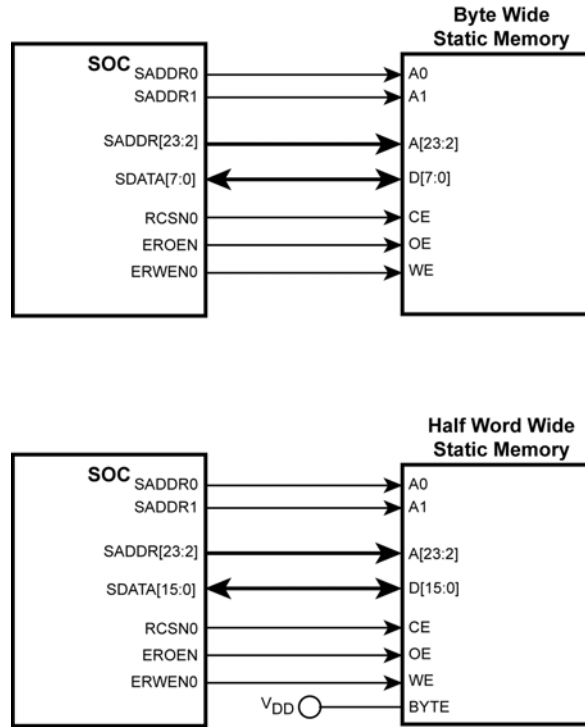 Byte Wide
Static Memory
SOC
SADDR0 A0
SADDR1 A1
SADDR[23:2] A[23:2]
SDATA[7:0] D[7:0]
RCSN0 CE
EROEN OE
ERWEN0 WE
Half Word Wide
Static Memory
SOC
SADDR0 A0
SADDR1 A1
SADDR[23:2] A[23:2]
SDATA[15:0] D[15:0]
RCSN0 CE
EROEN OE
ERWEN0 WE
VDD BYTE